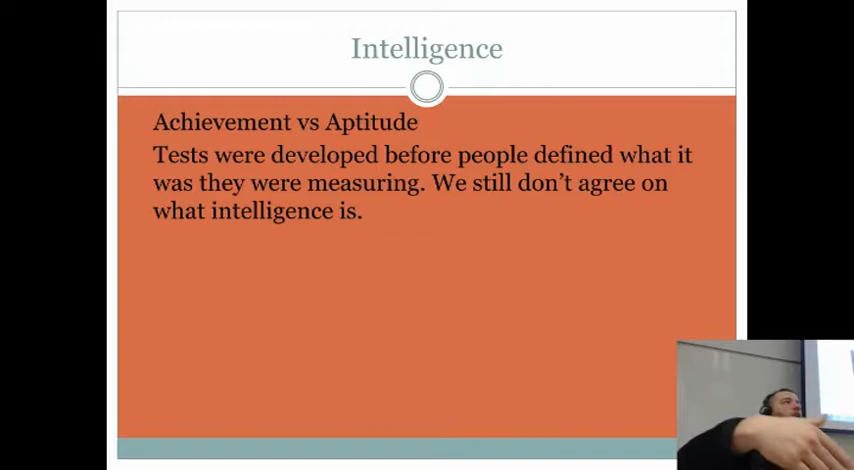 Intelligence
Achievement vs Aptitude
Tests were developed before people defined what it
was they were measuring. We still don't agree on
what intelligence is.